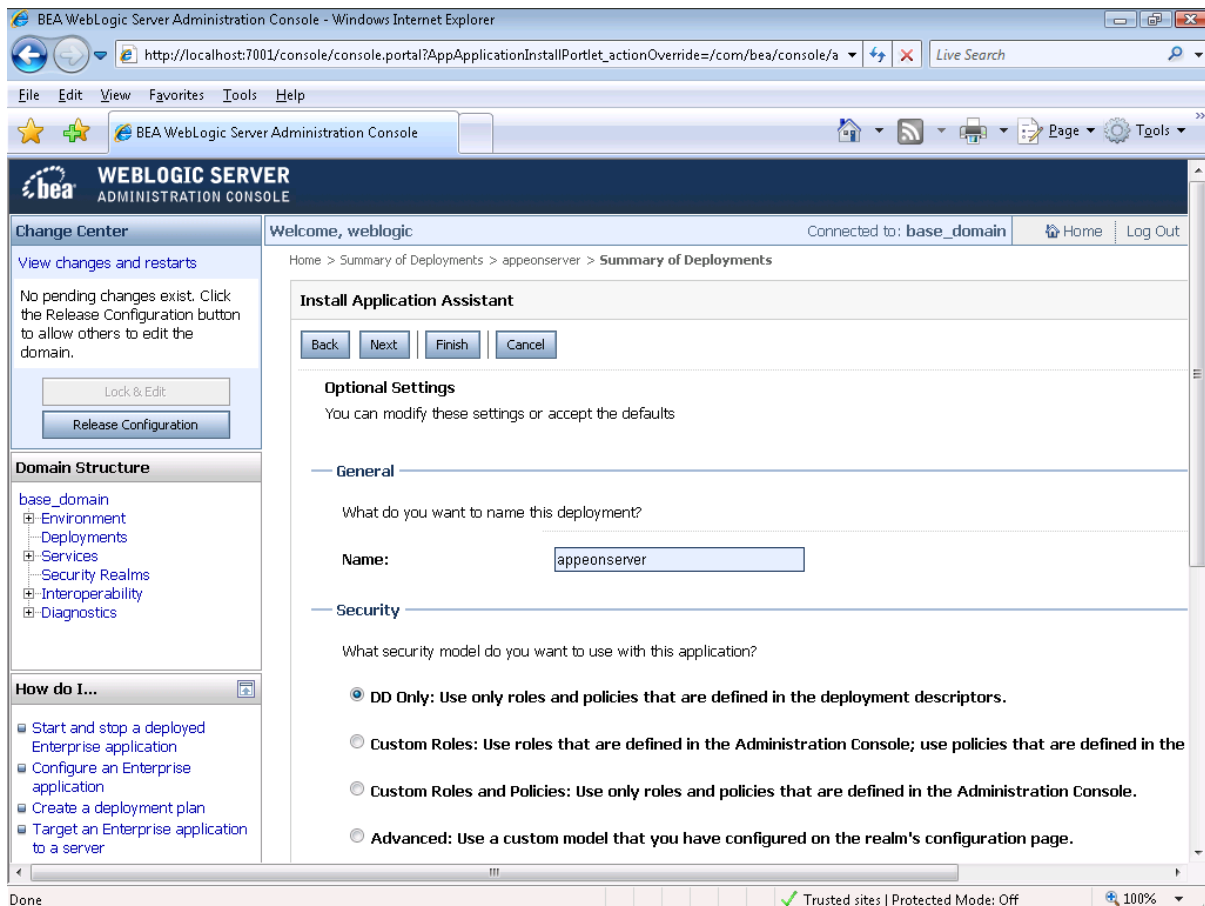 BEA WebLogic Server Administration Console - Windows Internet Explorer
http://localhost:7001/console/console.portal?AppApplicationInstallPortlet_actionOverride=/com/bea/console/a
Live Search
File Edit View Favorites Tools Help
BEA WebLogic Server Administration Console
Page Tools
bea WEBLOGIC SERVER
ADMINISTRATION CONSOLE
Change Center
View changes and restarts
No pending changes exist. Click
the Release Configuration button
to allow others to edit the
domain.
Lock & Edit
Release Configuration
Domain Structure
base_domain
Environment
Deployments
Services
Security Realms
Interoperability
Diagnostics
How do I...
Start and stop a deployed
Enterprise application
Configure an Enterprise
application
Create a deployment plan
Target an Enterprise application
to a server
Welcome, weblogic
Connected to: base_domain
Home
Log Out
Home > Summary of Deployments > appeonserver > Summary of Deployments
Install Application Assistant
Back Next Finish Cancel
Optional Settings
You can modify these settings or accept the defaults
General
What do you want to name this deployment?
Name: appeonserver
Security
What security model do you want to use with this application?
DD Only: Use only roles and policies that are defined in the deployment descriptors.
Custom Roles: Use roles that are defined in the Administration Console; use policies that are defined in the
Custom Roles and Policies: Use only roles and policies that are defined in the Administration Console.
Advanced: Use a custom model that you have configured on the realm's configuration page.
Done
Trusted sites | Protected Mode: Off
100%